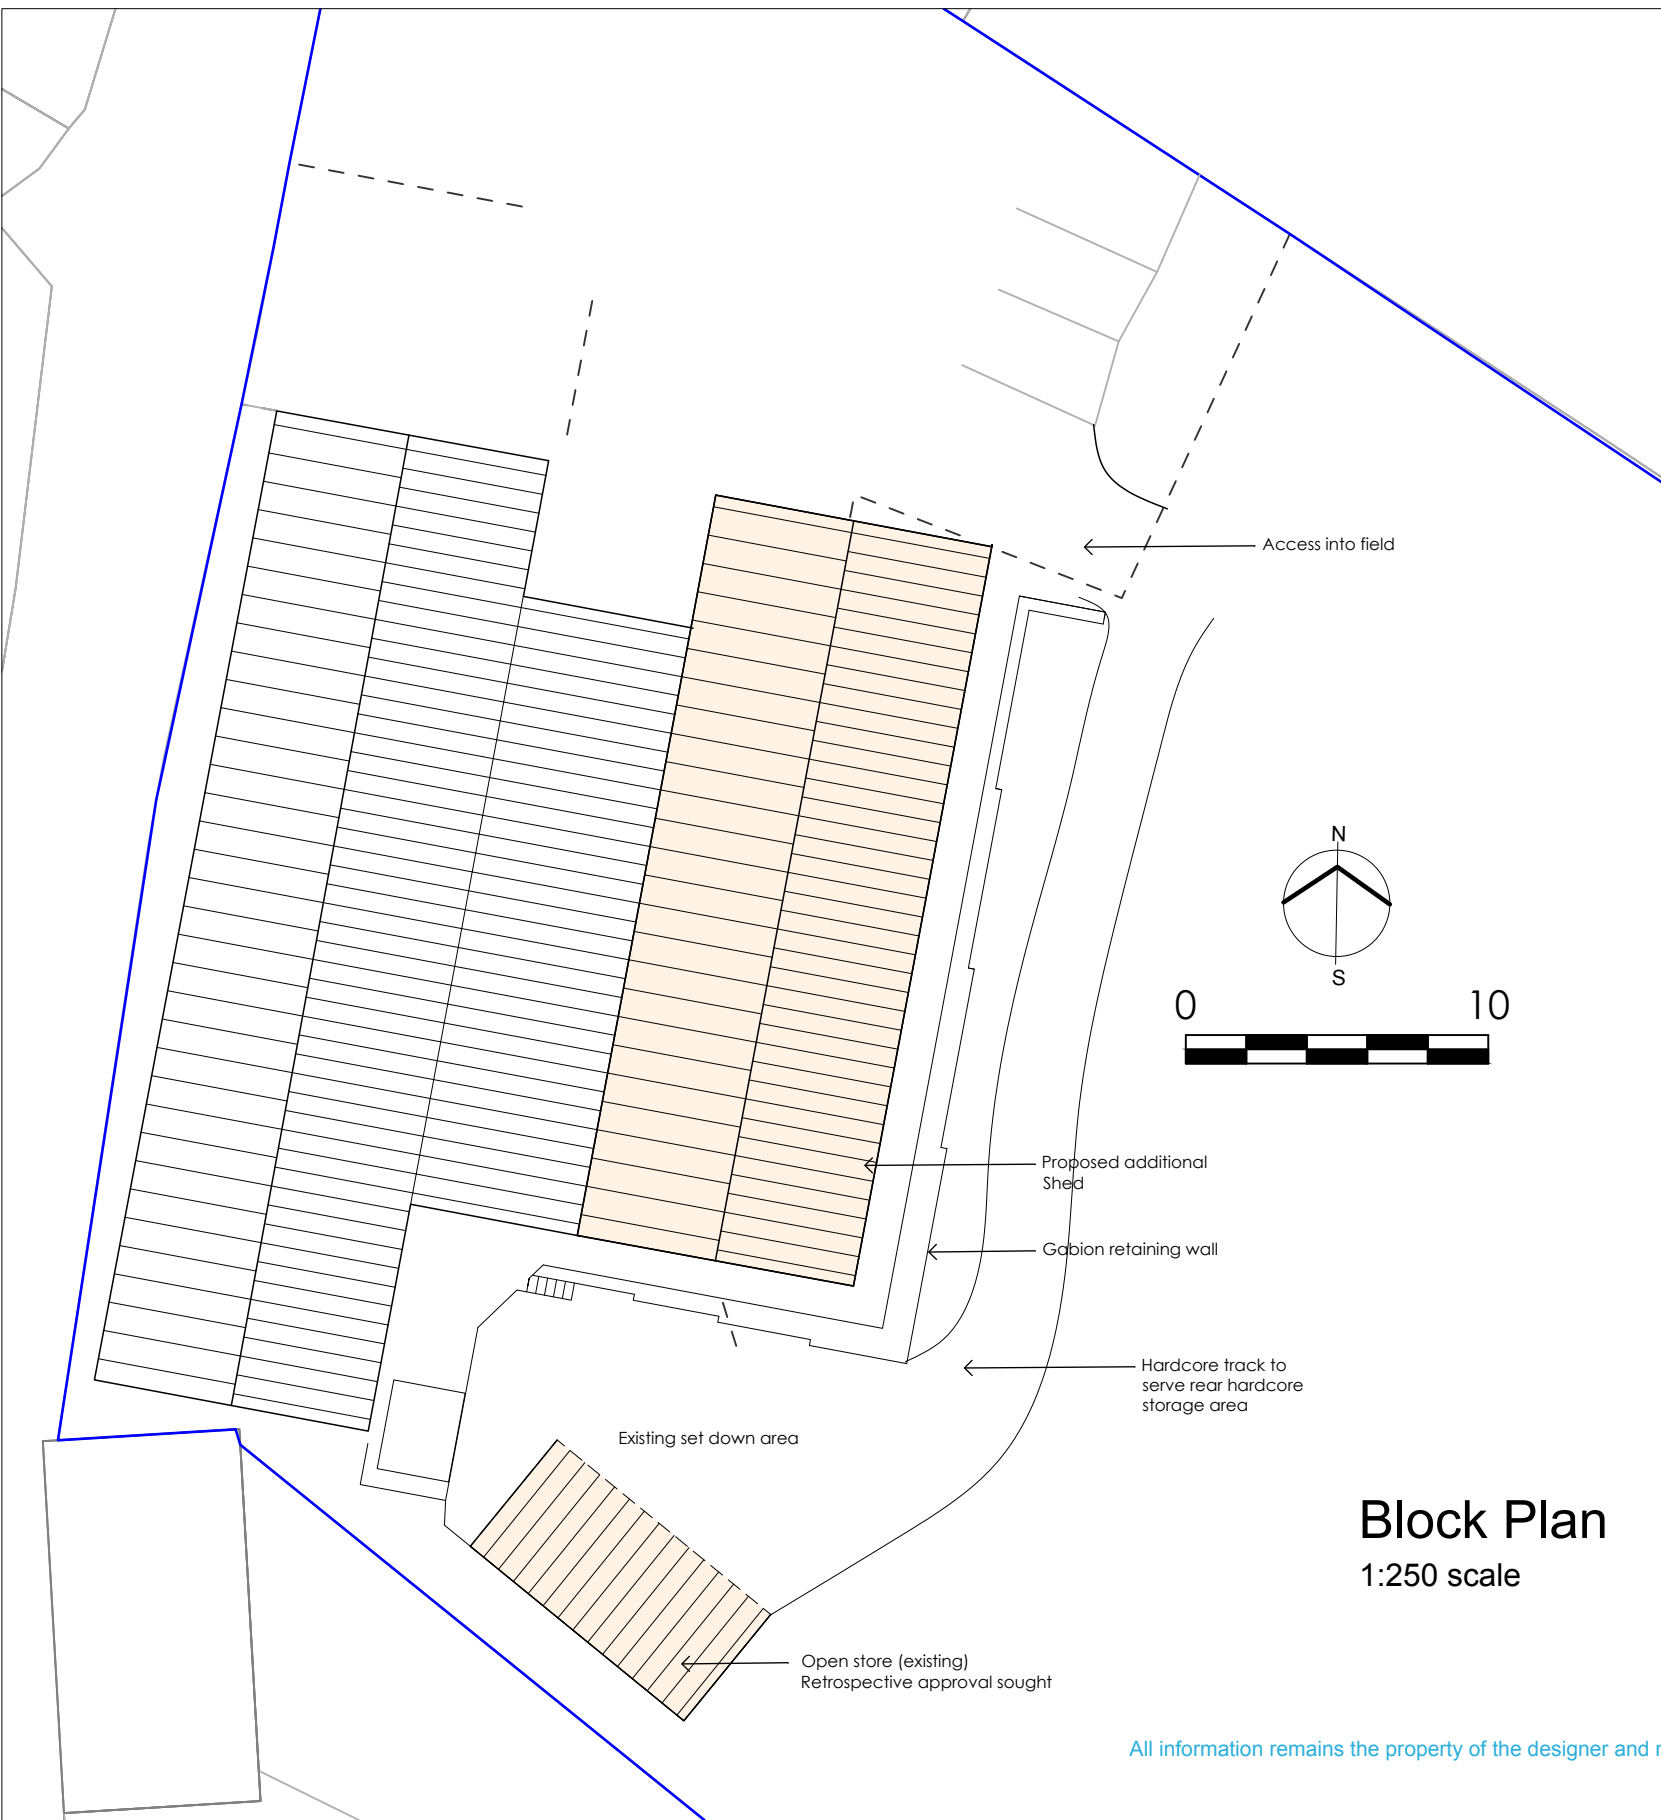 Access into field
N
S
0 10
Proposed additional
Shed
Gabion retaining wall
Hardcore track to
serve rear hardcore
storage area
Existing set down area
Block Plan
1:250 scale
Open store (existing)
Retrospective approval sought
All information remains the property of the designer and